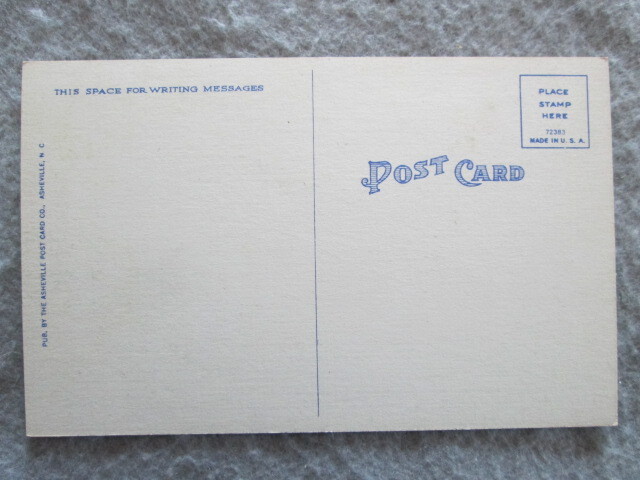 THIS SPACE FOR WRITING MESSAGES
PUB. BY THE ASHEVILLE POST CARD CO., ASHEVILLE, N. C
POST CARD
PLACE
STAMP
HERE
72383
MADE IN U. S. A.